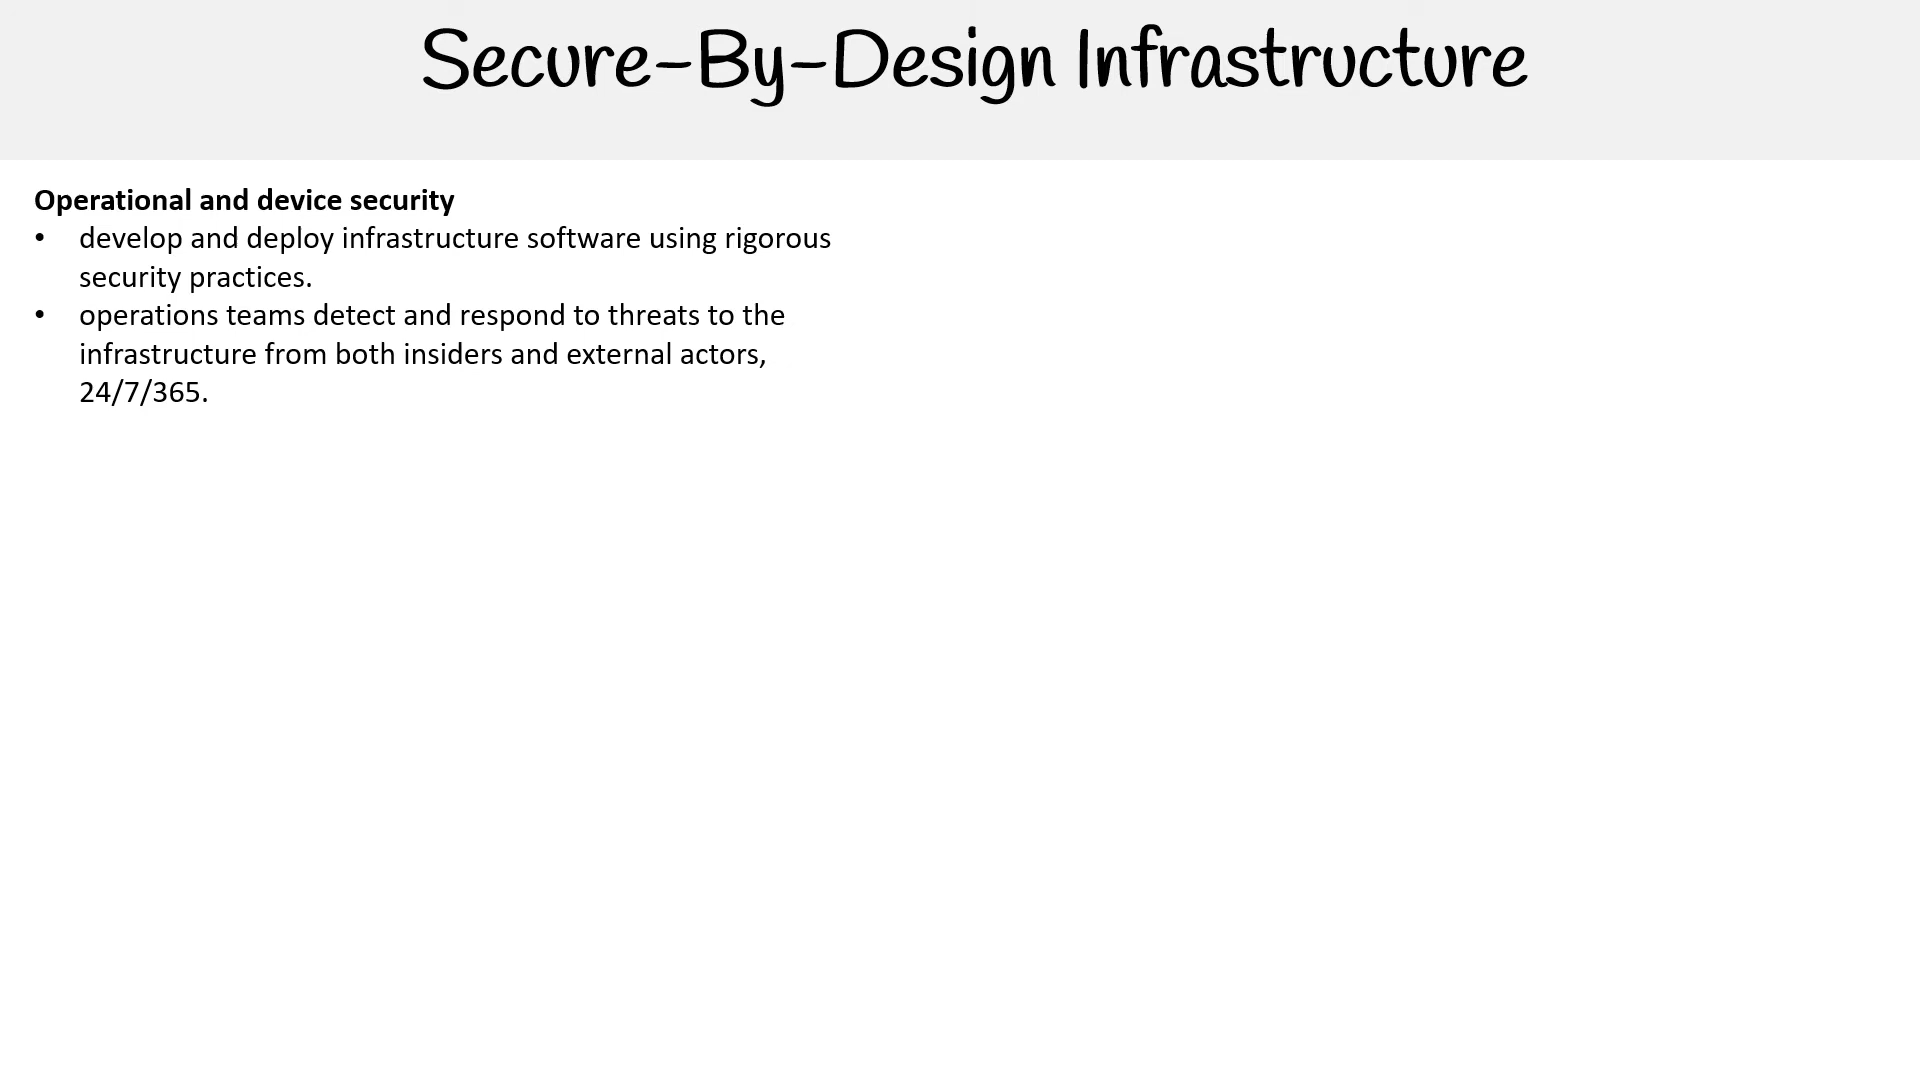 Secure-By-Design Infrastructure
Operational and device security
• develop and deploy infrastructure software using rigorous
security practices.
• operations teams detect and respond to threats to the
infrastructure from both insiders and external actors,
24/7/365.